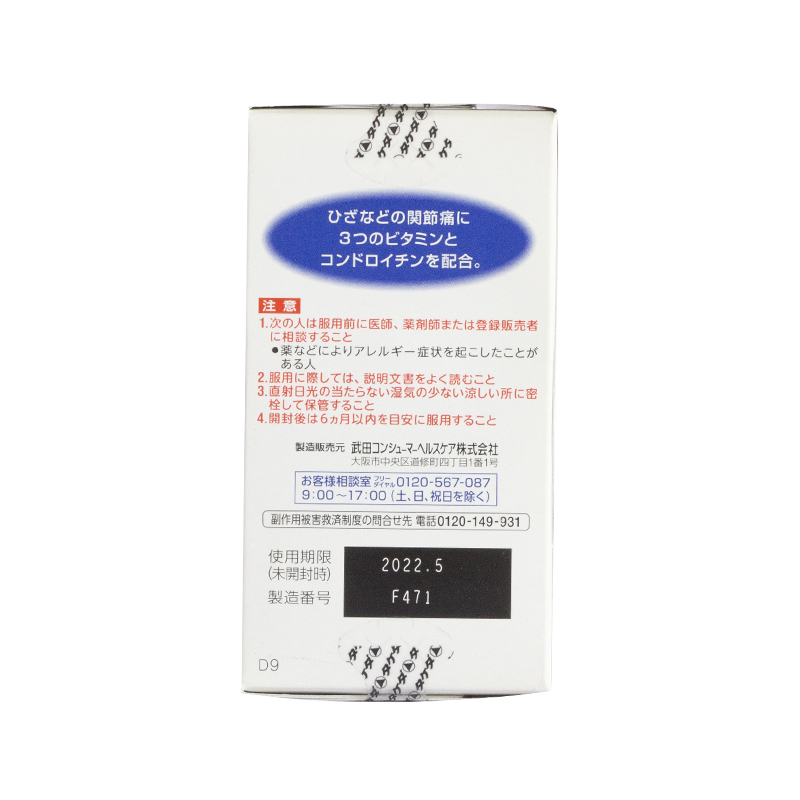 ひざなどの関節痛に
3つのビタミンと
コンドロイチンを配合。
注意
1.次の人は服用前に医師、薬剤師または登録販売者
に相談すること
●薬などによりアレルギー症状を起こしたことが
ある人
2.服用に際しては、説明文書をよく読むこと
3.直射日光の当たらない湿気の少ない涼しい所に密
栓して保管すること
4.開封後は6ヵ月以内を目安に服用すること
製造販売元 武田コンシューマーヘルスケア株式会社
大阪市中央区道修町四丁目1番1号
お客様相談室 フリーダイヤル 0120-567-087
9:00～17:00(土、日、祝日を除く)
副作用被害救済制度の問合せ先 電話0120-149-931
使用期限 2022.5
(未開封時)
製造番号 F471
D9
タケダ